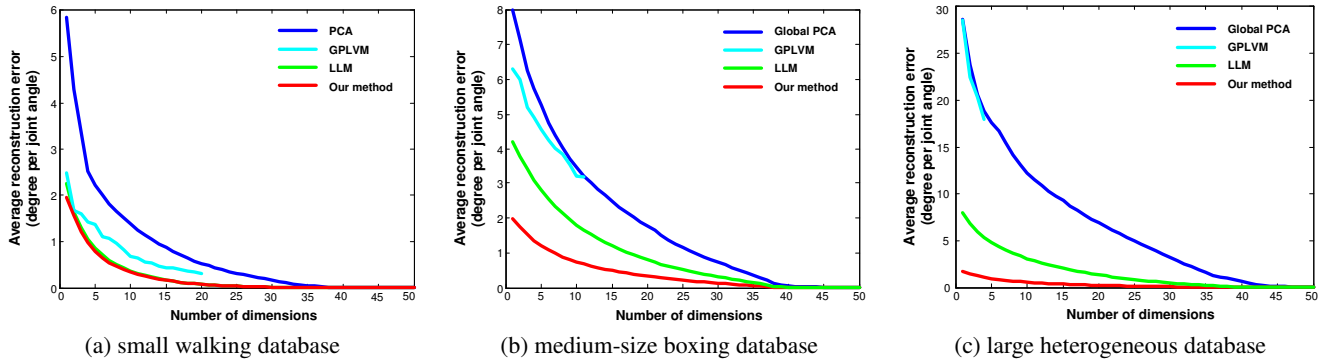 Average reconstruction error
(degree per joint angle)
6
5
4
3
2
1
0
0 5 10 15 20 25 30 35 40 45 50
Number of dimensions
PCA
GPLVM
LLM
Our method
(a) small walking database
Average reconstruction error
(degree per joint angle)
8
7
6
5
4
3
2
1
0
0 5 10 15 20 25 30 35 40 45 50
Number of dimensions
Global PCA
GPLVM
LLM
Our method
(b) medium-size boxing database
Average reconstruction error
(degree per joint angle)
30
25
20
15
10
5
0
0 5 10 15 20 25 30 35 40 45 50
Number of dimensions
Global PCA
GPLVM
LLM
Our method
(c) large heterogeneous database